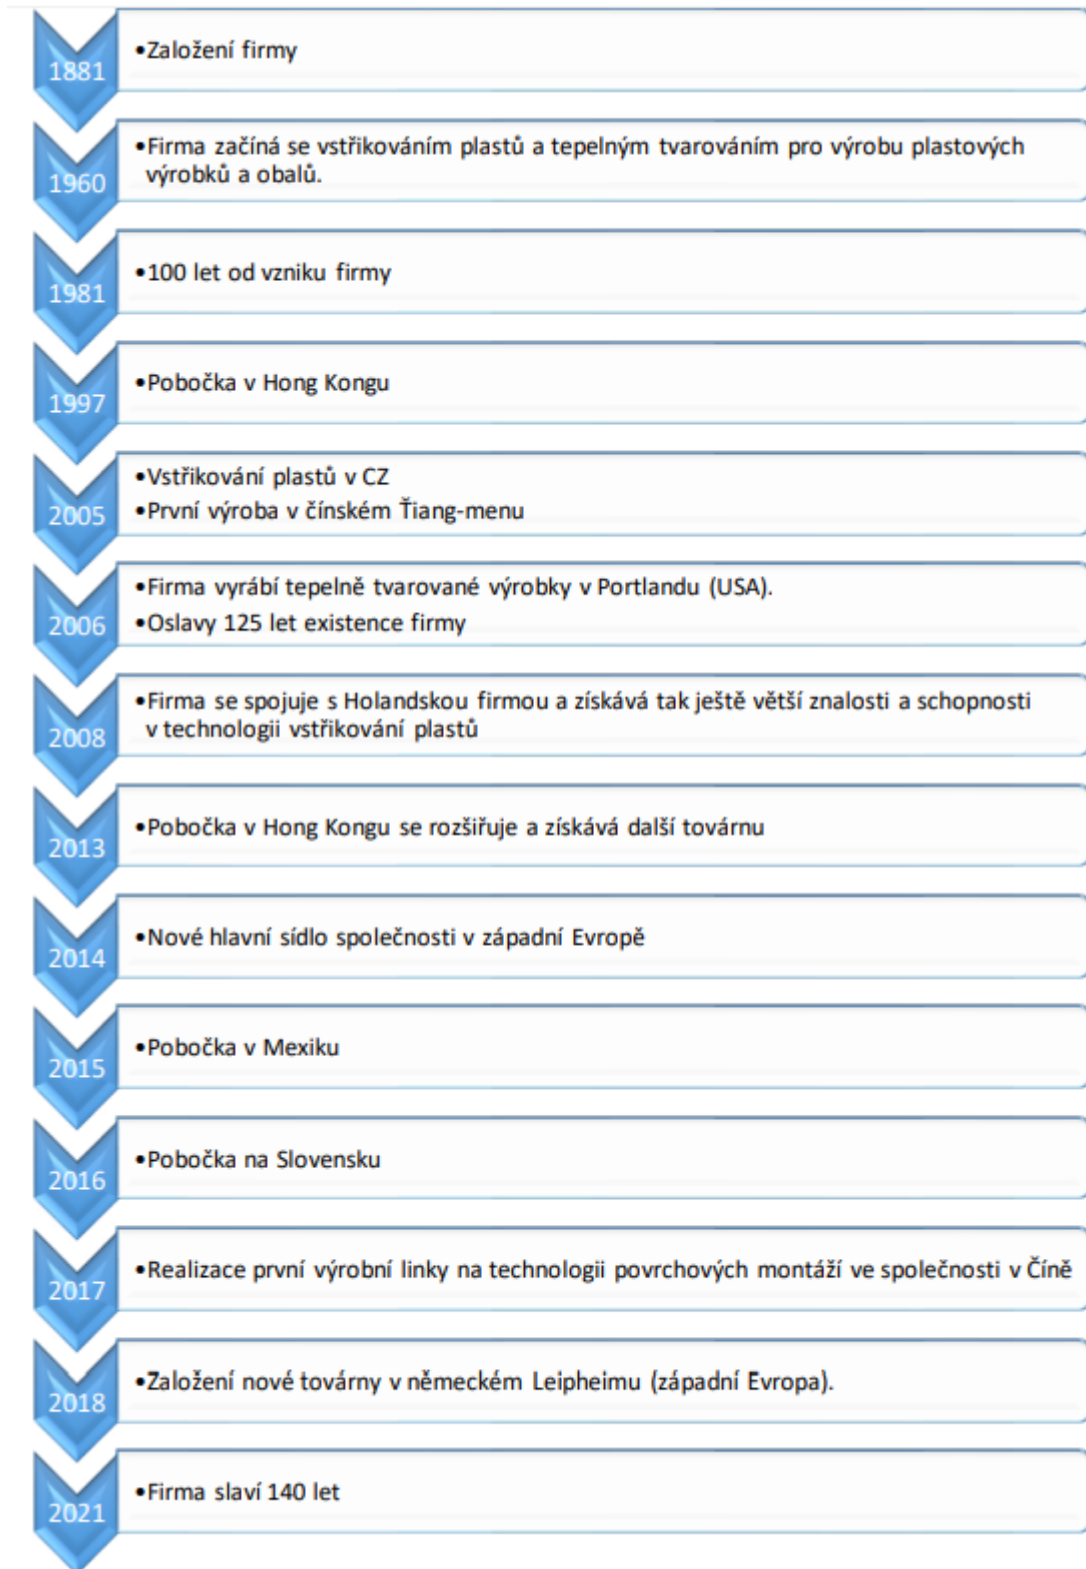 1881
•Založení firmy
1960
•Firma začíná se vstřikováním plastů a tepelným tvarováním pro výrobu plastových
výrobků a obalů.
1981
•100 let od vzniku firmy
1997
•Pobočka v Hong Kongu
2005
•Vstřikování plastů v CZ
•První výroba v čínském Ťiang-menu
2006
•Firma vyrábí tepelně tvarované výrobky v Portlandu (USA).
•Oslavy 125 let existence firmy
2008
•Firma se spojuje s Holandskou firmou a získává tak ještě větší znalosti a schopnosti
v technologii vstřikování plastů
2013
•Pobočka v Hong Kongu se rozšiřuje a získává další továrnu
2014
•Nové hlavní sídlo společnosti v západní Evropě
2015
•Pobočka v Mexiku
2016
•Pobočka na Slovensku
2017
•Realizace první výrobní linky na technologii povrchových montáží ve společnosti v Číně
2018
•Založení nové továrny v německém Leipheimu (západní Evropa).
2021
•Firma slaví 140 let